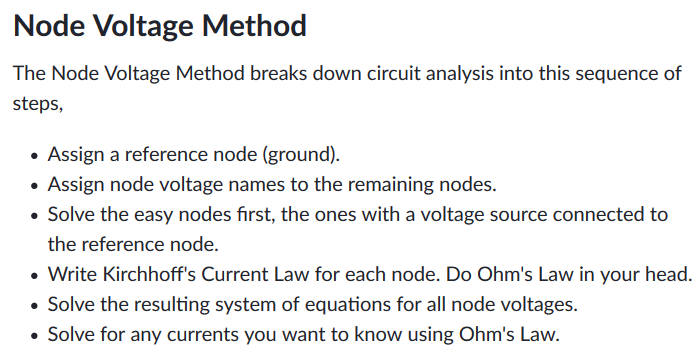 Node Voltage Method
The Node Voltage Method breaks down circuit analysis into this sequence of
steps,
• Assign a reference node (ground).
• Assign node voltage names to the remaining nodes.
• Solve the easy nodes first, the ones with a voltage source connected to
the reference node.
• Write Kirchhoff's Current Law for each node. Do Ohm's Law in your head.
• Solve the resulting system of equations for all node voltages.
• Solve for any currents you want to know using Ohm's Law.